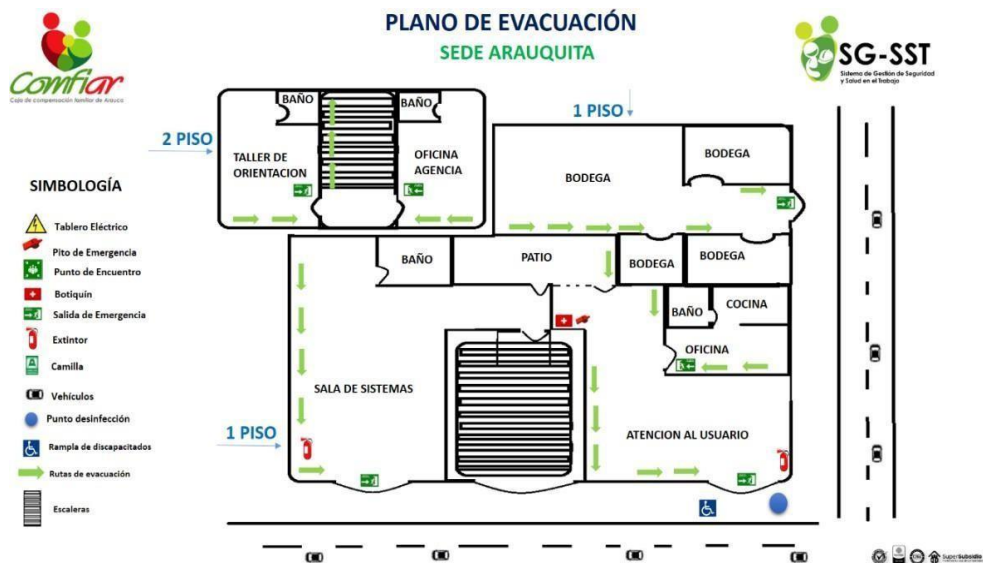 PLANO DE EVACUACIÓN
SEDE ARAUQUITA
Comfiar
Caja de compensación familiar de Arauca
SG-SST
Sistema de Gestión de Seguridad
y Salud en el Trabajo
2 PISO
BAÑO
BAÑO
TALLER DE
ORIENTACION
OFICINA
AGENCIA
1 PISO
BODEGA
BODEGA
SIMBOLOGÍA
Tablero Eléctrico
Pito de Emergencia
Punto de Encuentro
Botiquín
Salida de Emergencia
Extintor
Camilla
Vehículos
Punto desinfección
Rampla de discapacitados
Rutas de evacuación
Escaleras
BAÑO
PATIO
BODEGA
BODEGA
BAÑO
COCINA
OFICINA
SALA DE SISTEMAS
1 PISO
ATENCION AL USUARIO
SuperSubsidio